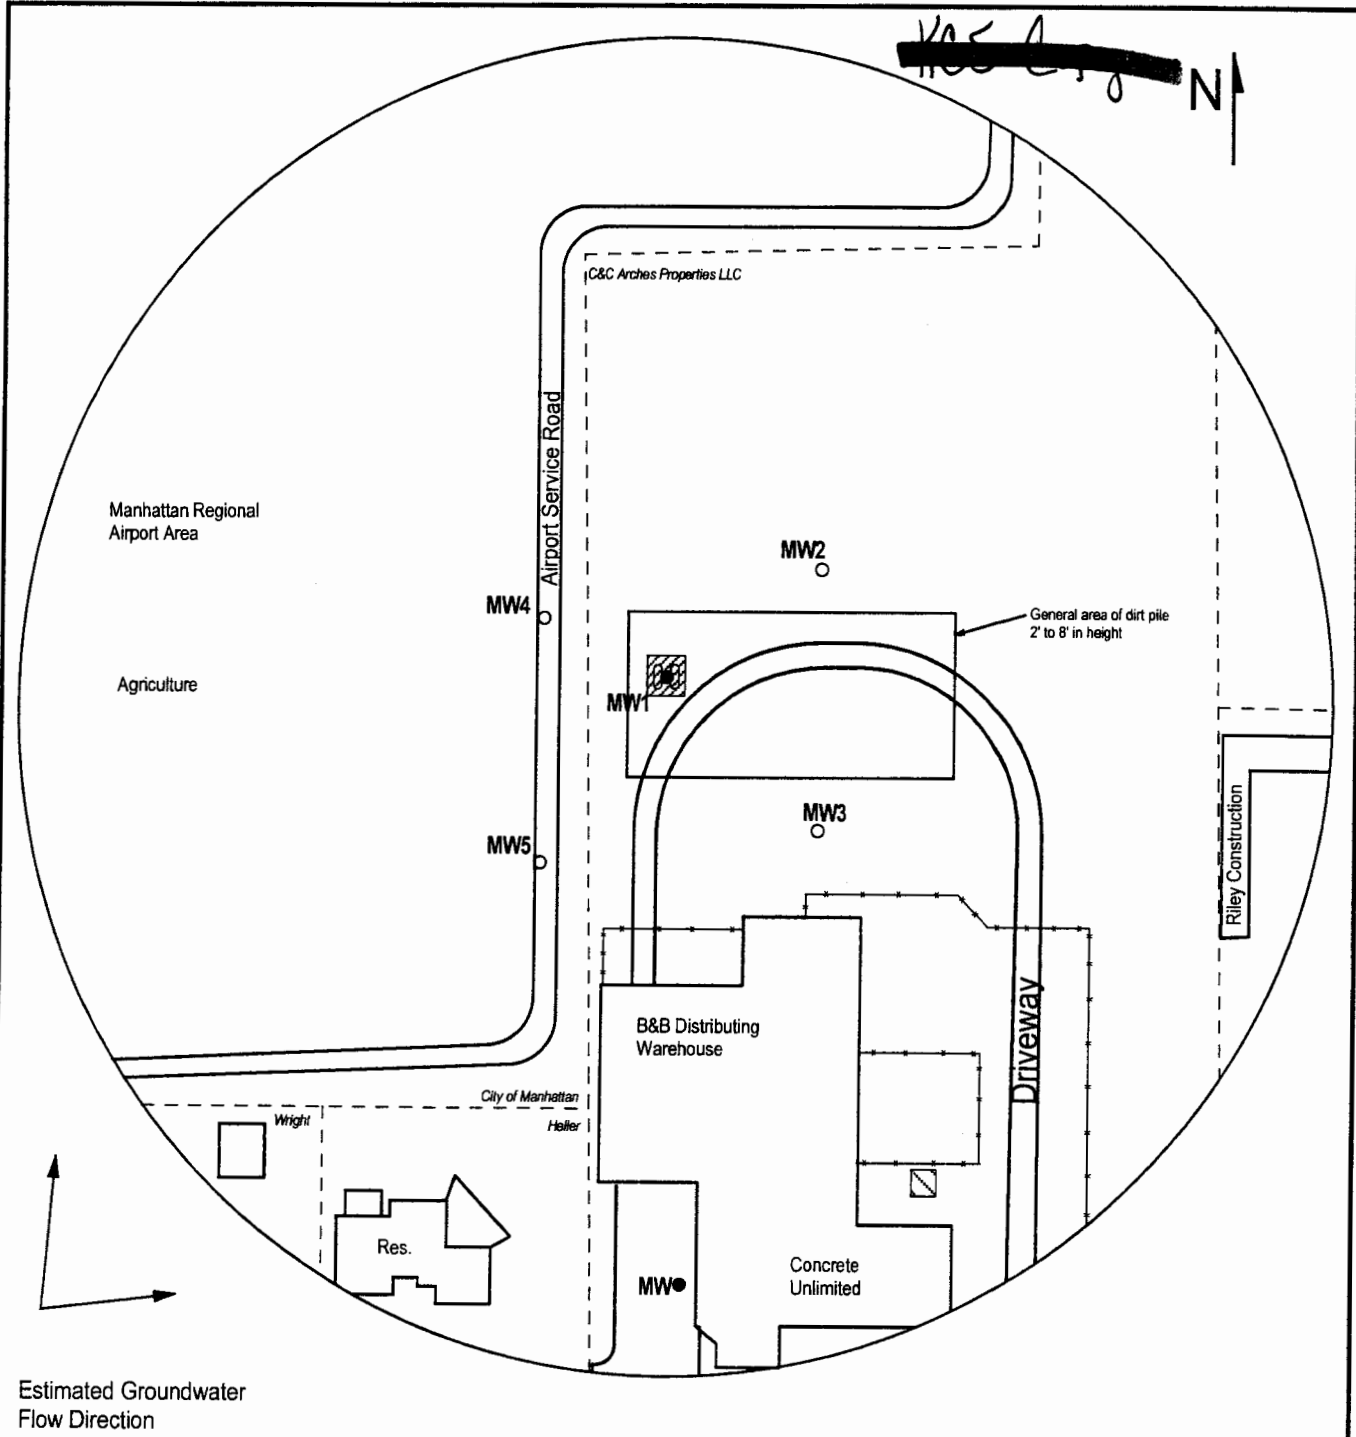 N
C&C Arches Properties LLC
Airport Service Road
Manhattan Regional
Airport Area
MW2
MW4
General area of dirt pile
2' to 8' in height
Agriculture
MW1
MW3
MW5
Riley Construction
Driveway
B&B Distributing
Warehouse
City of Manhattan
Wright
Heller
Res.
Concrete
Unlimited
MW
Estimated Groundwater
Flow Direction